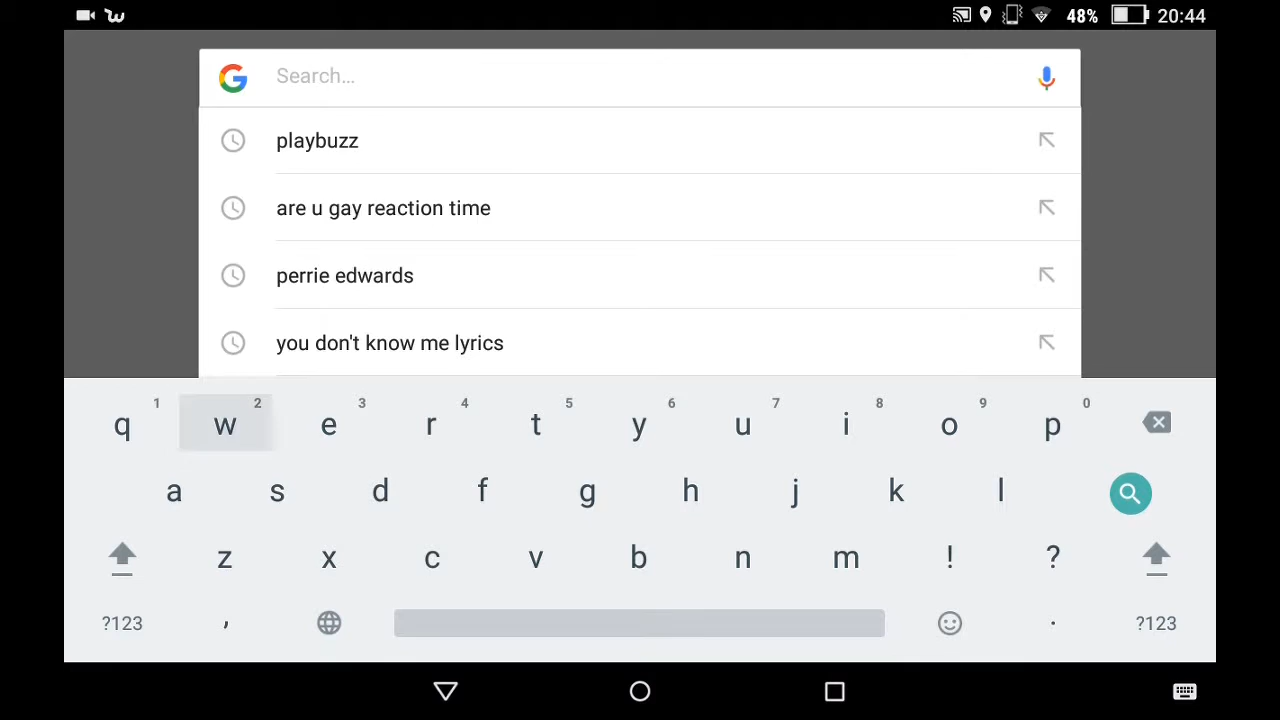 48% 20:44
Search...
playbuzz
are u gay reaction time
perrie edwards
you don't know me lyrics
1 2 3 4 5 6 7 8 9 0
q w e r t y u i o p
a s d f g h j k l
z x c v b n m ! ?
?123 , . ?123